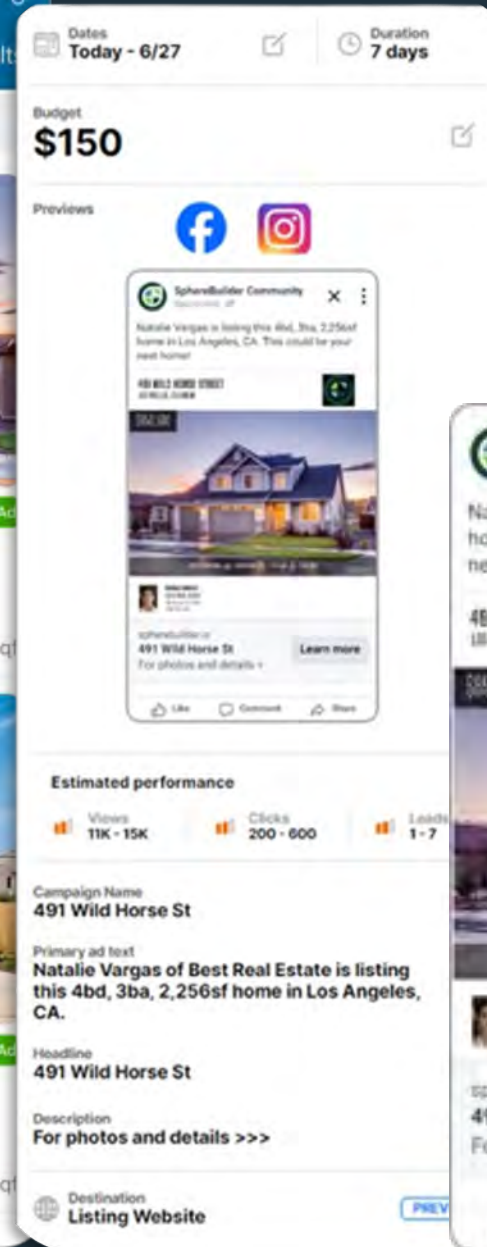 Dates
Today - 6/27
Duration
7 days
Budget
$150
Previews
SphereBuilder Community
Natalie Vargas is listing this 4bd, 3ba, 2,256sf
home in Los Angeles, CA. This could be your
next home!
491 WILD HORSE STREET
spherebuilder.io
491 Wild Horse St
For photos and details >
Learn more
Like
Comment
Share
Estimated performance
Views
11K - 15K
Clicks
200 - 600
Leads
1 - 7
Campaign Name
491 Wild Horse St
Primary ad text
Natalie Vargas of Best Real Estate is listing
this 4bd, 3ba, 2,256sf home in Los Angeles,
CA.
Headline
491 Wild Horse St
Description
For photos and details >>>
Destination
Listing Website
PREV